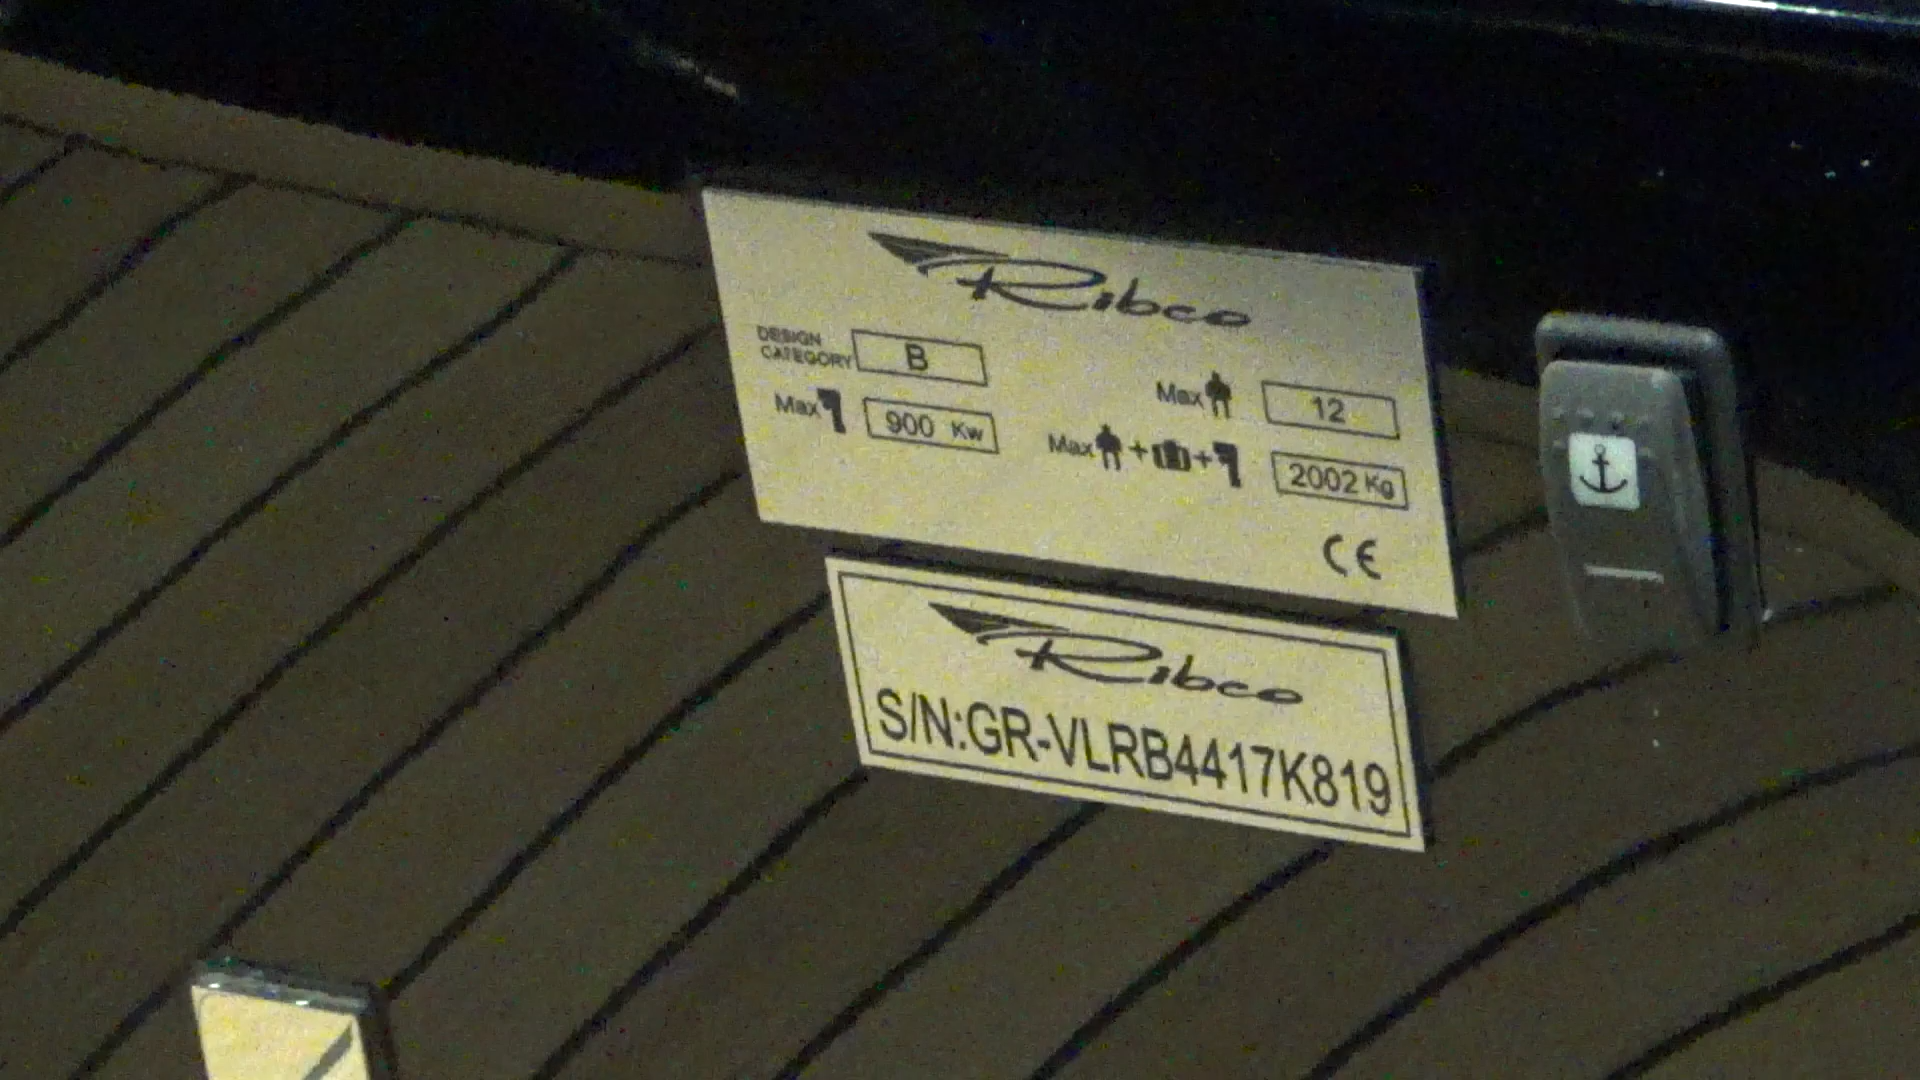 Ribco
DESIGN
CATEGORY B
Max 900 Kw
Max 12
Max + + 2002 Kg
CE
Ribco
S/N:GR-VLRB4417K819